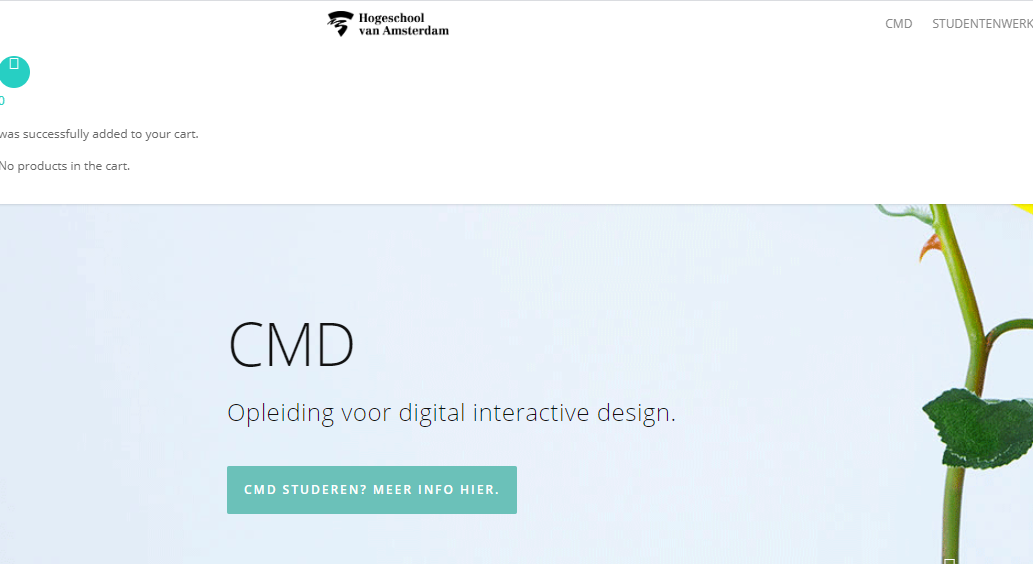 Hogeschool
van Amsterdam
CMD
STUDENTENWERK
0
was successfully added to your cart.
No products in the cart.
CMD
Opleiding voor digital interactive design.
CMD STUDEREN? MEER INFO HIER.